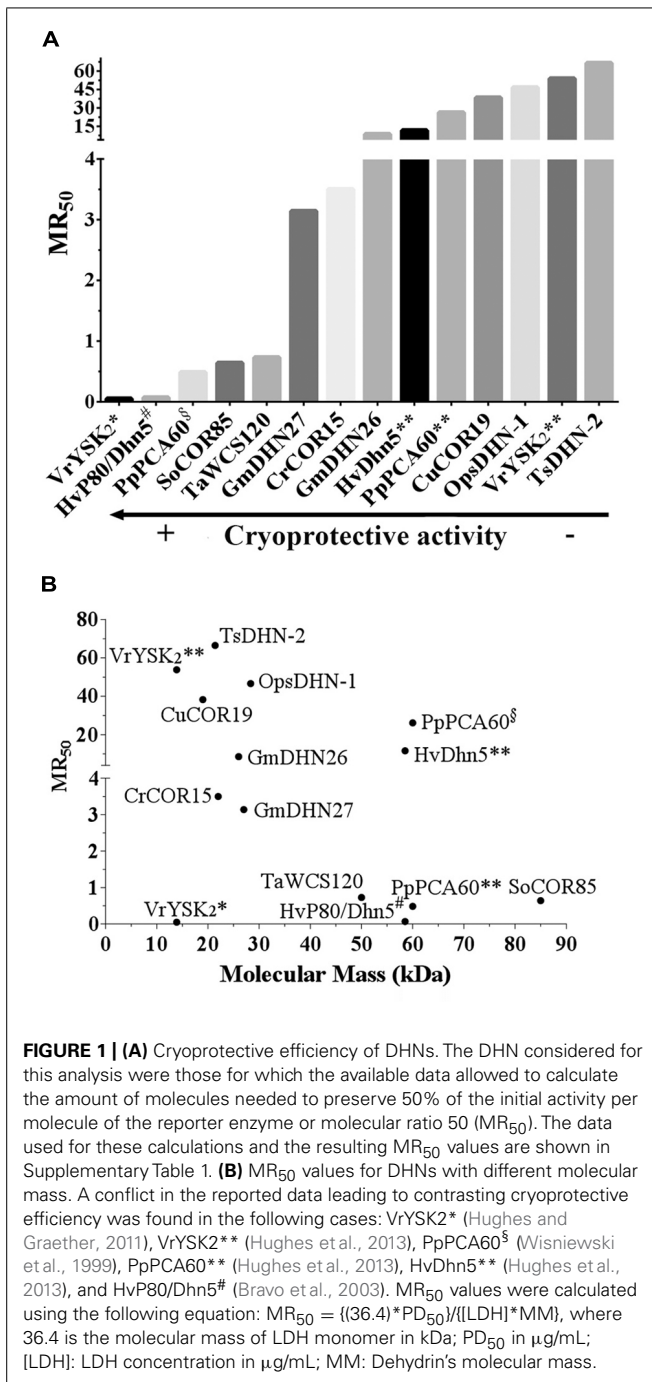 A
60
45
30
15
4
3
2
1
0
MR₅₀
VrYSK₂*
HvP80/Dhn5#
PpPCA60§
SoCOR85
TaWCS120
GmDHN27
CrCOR15
GmDHN26
HvDhn5**
PpPCA60**
CuCOR19
OpsDHN-1
VrYSK₂**
TsDHN-2
+ Cryoprotective activity -
B
80
60
40
20
4
3
2
1
0
MR₅₀
TsDHN-2
VrYSK₂**
OpsDHN-1
CuCOR19
PpPCA60§
GmDHN26
HvDhn5**
CrCOR15
GmDHN27
TaWCS120
PpPCA60**
SoCOR85
HvP80/Dhn5#
VrYSK₂*
0 10 20 30 40 50 60 70 80 90
Molecular Mass (kDa)
FIGURE 1 | (A) Cryoprotective efficiency of DHNs. The DHN considered for
this analysis were those for which the available data allowed to calculate
the amount of molecules needed to preserve 50% of the initial activity per
molecule of the reporter enzyme or molecular ratio 50 (MR₅₀). The data
used for these calculations and the resulting MR₅₀ values are shown in
Supplementary Table 1. (B) MR₅₀ values for DHNs with different molecular
mass. A conflict in the reported data leading to contrasting cryoprotective
efficiency was found in the following cases: VrYSK2* (Hughes and
Graether, 2011), VrYSK2** (Hughes et al., 2013), PpPCA60§ (Wisniewski
et al., 1999), PpPCA60** (Hughes et al., 2013), HvDhn5** (Hughes et al.,
2013), and HvP80/Dhn5# (Bravo et al., 2003). MR₅₀ values were calculated
using the following equation: MR₅₀ = {(36.4)*PD₅₀}/{[LDH]*MM}, where
36.4 is the molecular mass of LDH monomer in kDa; PD₅₀ in μg/mL;
[LDH]: LDH concentration in μg/mL; MM: Dehydrin's molecular mass.